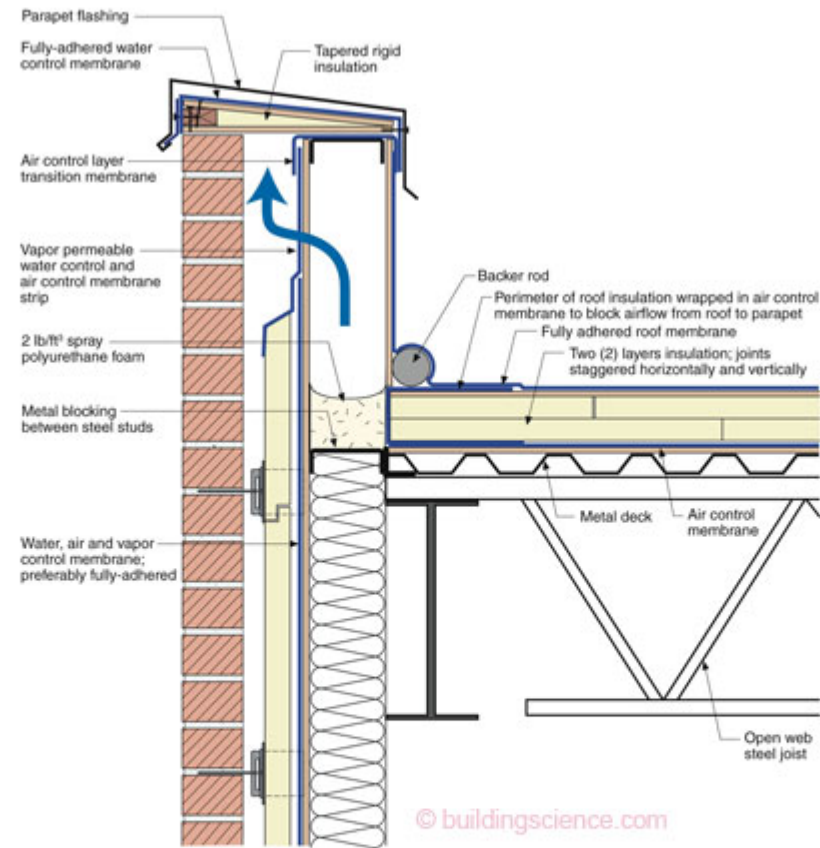 Parapet flashing
Fully-adhered water
control membrane
Tapered rigid
insulation
Air control layer
transition membrane
Vapor permeable
water control and
air control membrane
strip
2 lb/ft³ spray
polyurethane foam
Metal blocking
between steel studs
Water, air and vapor
control membrane;
preferably fully-adhered
Backer rod
Perimeter of roof insulation wrapped in air control
membrane to block airflow from roof to parapet
Fully adhered roof membrane
Two (2) layers insulation; joints
staggered horizontally and vertically
Metal deck
Air control
membrane
Open web
steel joist
© buildingscience.com